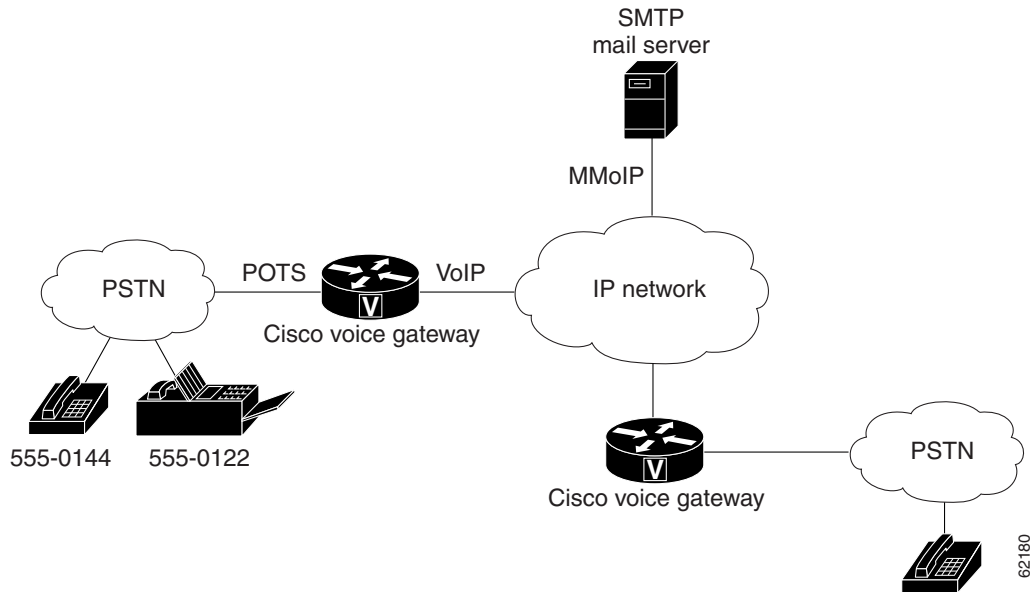 SMTP
mail server
MMoIP
PSTN
POTS
VoIP
IP network
V
Cisco voice gateway
555-0144
555-0122
V
Cisco voice gateway
PSTN
62180